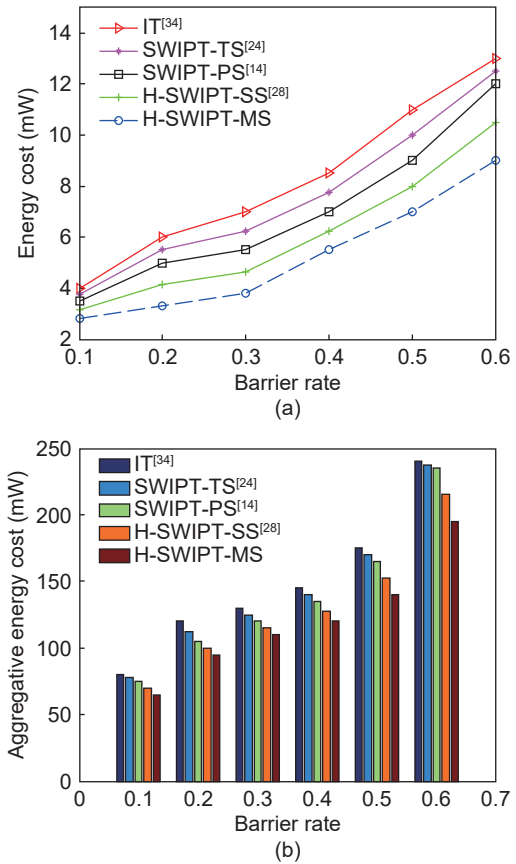 14
12
10
8
6
4
2
Energy cost (mW)
IT[34]
SWIPT-TS[24]
SWIPT-PS[14]
H-SWIPT-SS[28]
H-SWIPT-MS
0.1 0.2 0.3 0.4 0.5 0.6
Barrier rate
(a)
250
200
150
100
50
0
Aggregative energy cost (mW)
IT[34]
SWIPT-TS[24]
SWIPT-PS[14]
H-SWIPT-SS[28]
H-SWIPT-MS
0 0.1 0.2 0.3 0.4 0.5 0.6 0.7
Barrier rate
(b)